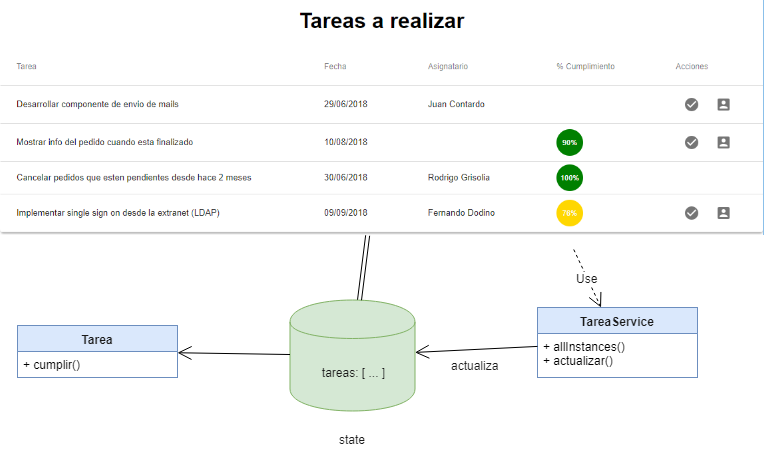 Tareas a realizar
Tarea Fecha Asignatario % Cumplimiento Acciones
Desarrollar componente de envio de mails 29/06/2018 Juan Contardo
Mostrar info del pedido cuando esta finalizado 10/08/2018 90%
Cancelar pedidos que esten pendientes desde hace 2 meses 30/06/2018 Rodrigo Grisolia 100%
Implementar single sign on desde la extranet (LDAP) 09/09/2018 Fernando Dodino 76%
Use
Tarea
+ cumplir()
tareas: [ ... ]
state
actualiza
TareaService
+ allInstances()
+ actualizar()